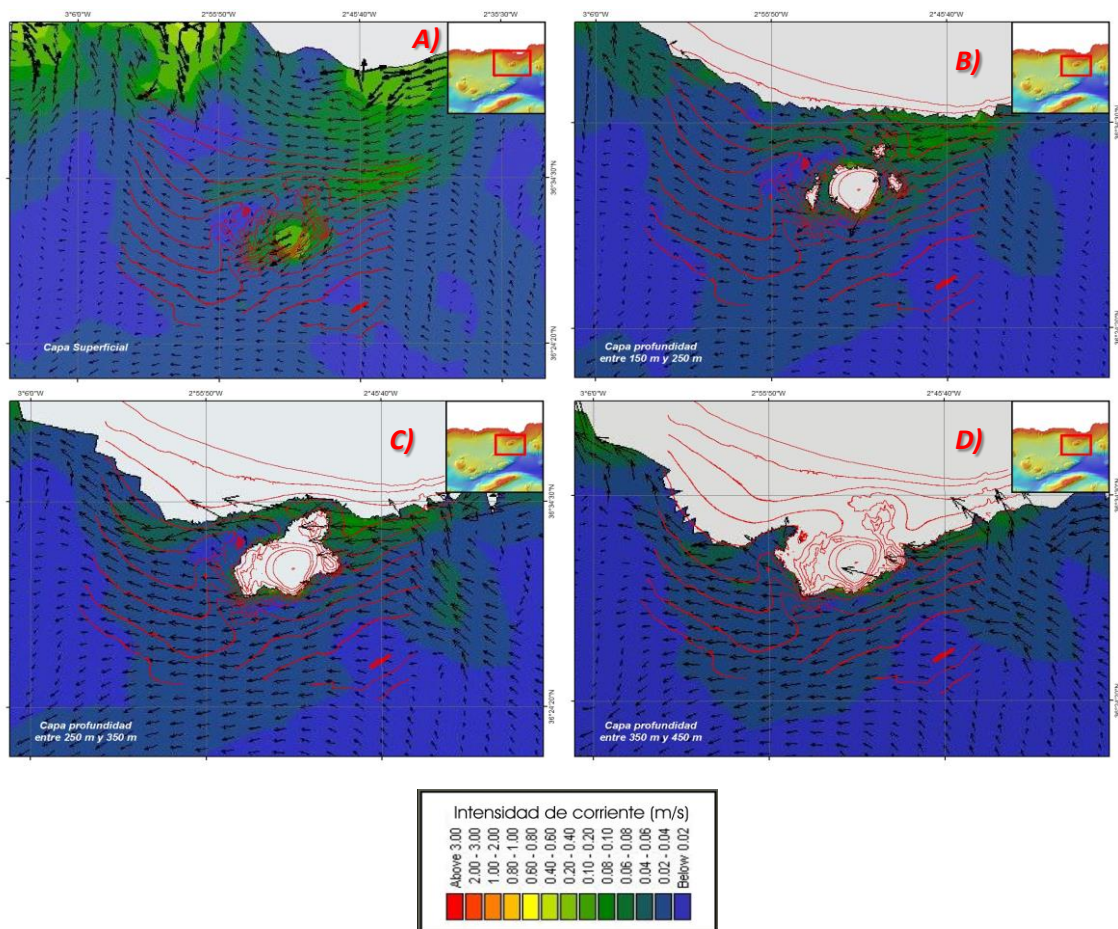 3°6'0"W 2°55'50"W 2°45'40"W 2°35'30"W
A)
36°34'30"N
36°24'20"N
Capa Superficial
3°6'0"W 2°55'50"W 2°45'40"W
B)
Capa profundidad
entre 150 m y 250 m
3°6'0"W 2°55'50"W 2°45'40"W
C)
36°34'30"N
36°24'20"N
Capa profundidad
entre 250 m y 350 m
3°6'0"W 2°55'50"W 2°45'40"W
D)
Capa profundidad
entre 350 m y 450 m
Intensidad de corriente (m/s)
Above 3.00
2.00 - 3.00
1.00 - 2.00
0.80 - 1.00
0.60 - 0.80
0.40 - 0.60
0.20 - 0.40
0.10 - 0.20
0.08 - 0.10
0.06 - 0.08
0.04 - 0.06
0.02 - 0.04
Below 0.02